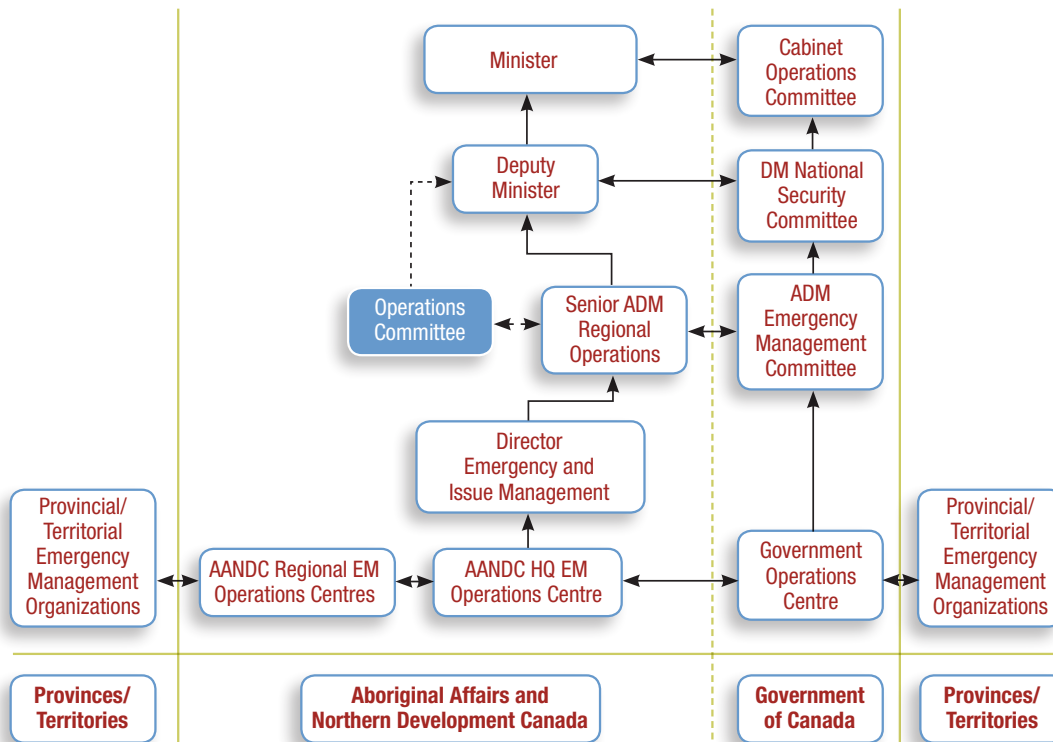 Minister
Cabinet
Operations
Committee
Deputy
Minister
DM National
Security
Committee
Operations
Committee
Senior ADM
Regional
Operations
ADM
Emergency
Management
Committee
Director
Emergency and
Issue Management
Provincial/
Territorial
Emergency
Management
Organizations
AANDC Regional EM
Operations Centres
AANDC HQ EM
Operations Centre
Government
Operations
Centre
Provincial/
Territorial
Emergency
Management
Organizations
Provinces/
Territories
Aboriginal Affairs and
Northern Development Canada
Government
of Canada
Provinces/
Territories